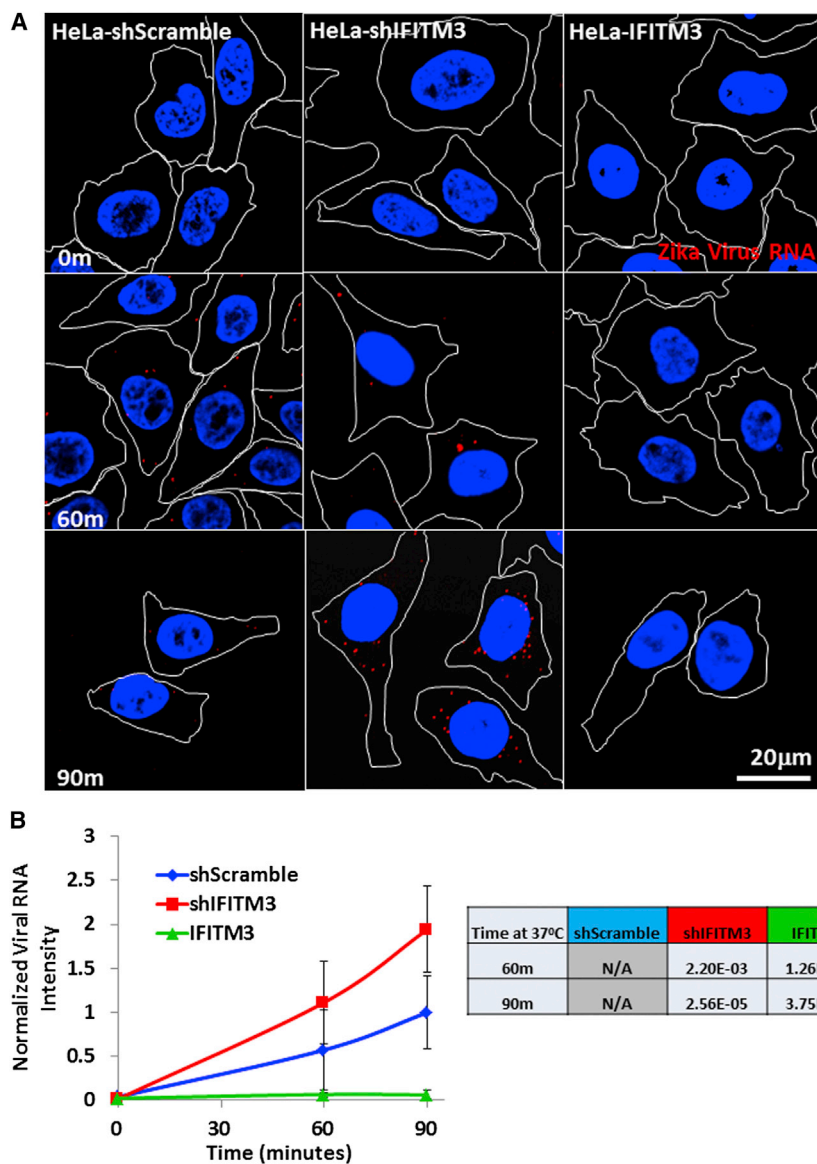 A
HeLa-shScramble
HeLa-shIFITM3
HeLa-IFITM3
0m
Zika Virus RNA
60m
90m
20µm
B
Normalized Viral RNA
Intensity
3
2.5
2
1.5
1
0.5
0
shScramble
shIFITM3
IFITM3
0
60
90
Time (minutes)
Time at 37⁰C shScramble shIFITM3
60m N/A 2.20E-03
90m N/A 2.56E-05